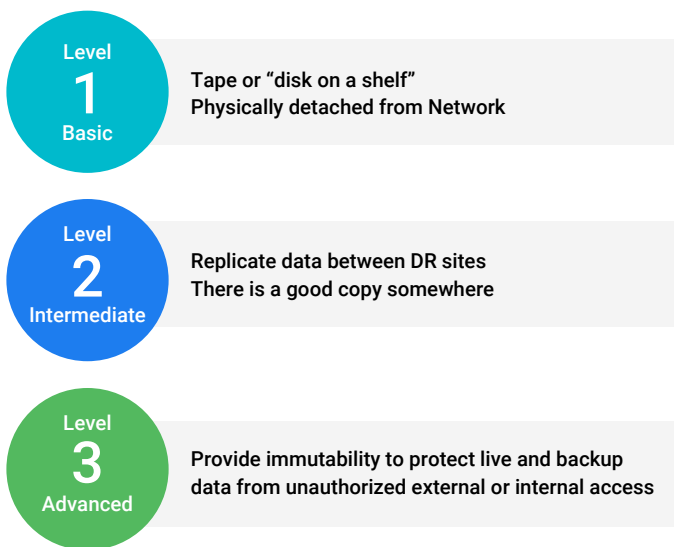 Level
1
Basic
Tape or “disk on a shelf”
Physically detached from Network
Level
2
Intermediate
Replicate data between DR sites
There is a good copy somewhere
Level
3
Advanced
Provide immutability to protect live and backup
data from unauthorized external or internal access